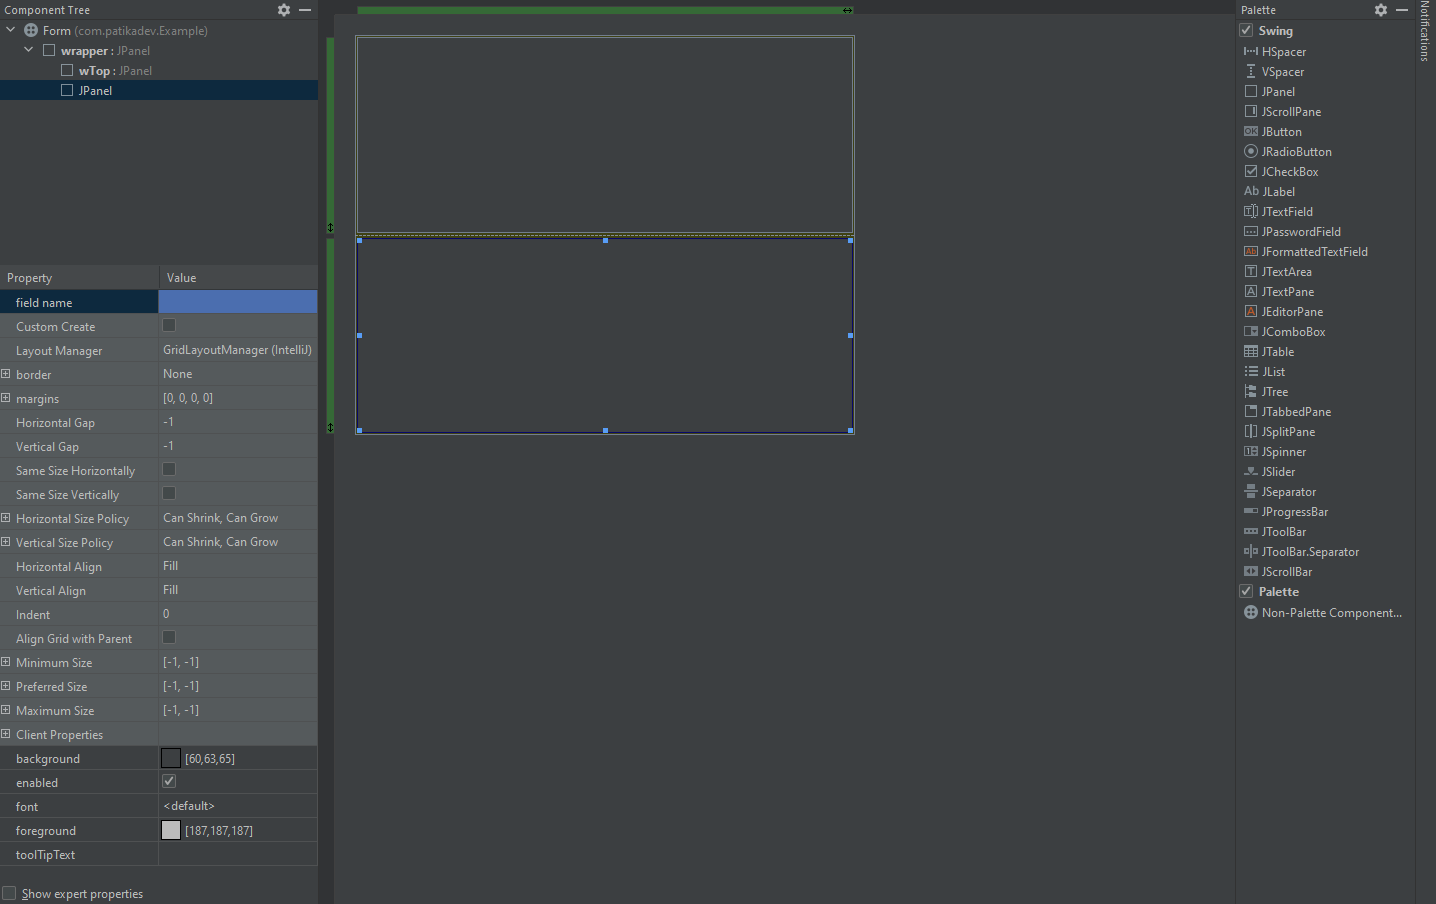 Component Tree
Form (com.patikadev.Example)
wrapper : JPanel
wTop : JPanel
JPanel
Property Value
field name
Custom Create
Layout Manager GridLayoutManager (IntelliJ)
border None
margins [0, 0, 0, 0]
Horizontal Gap -1
Vertical Gap -1
Same Size Horizontally
Same Size Vertically
Horizontal Size Policy Can Shrink, Can Grow
Vertical Size Policy Can Shrink, Can Grow
Horizontal Align Fill
Vertical Align Fill
Indent 0
Align Grid with Parent
Minimum Size [-1, -1]
Preferred Size [-1, -1]
Maximum Size [-1, -1]
Client Properties
background [60,63,65]
enabled
font <default>
foreground [187,187,187]
toolTipText
Show expert properties
Palette
Swing
HSpacer
VSpacer
JPanel
JScrollPane
OK JButton
JRadioButton
JCheckBox
Ab JLabel
JTextField
JPasswordField
Ab JFormattedTextField
T JTextArea
A JTextPane
A JEditorPane
JComboBox
JTable
JList
JTree
JTabbedPane
JSplitPane
JSpinner
JSlider
JSeparator
JProgressBar
JToolBar
JToolBar.Separator
JScrollBar
Palette
Non-Palette Component...
Notifications